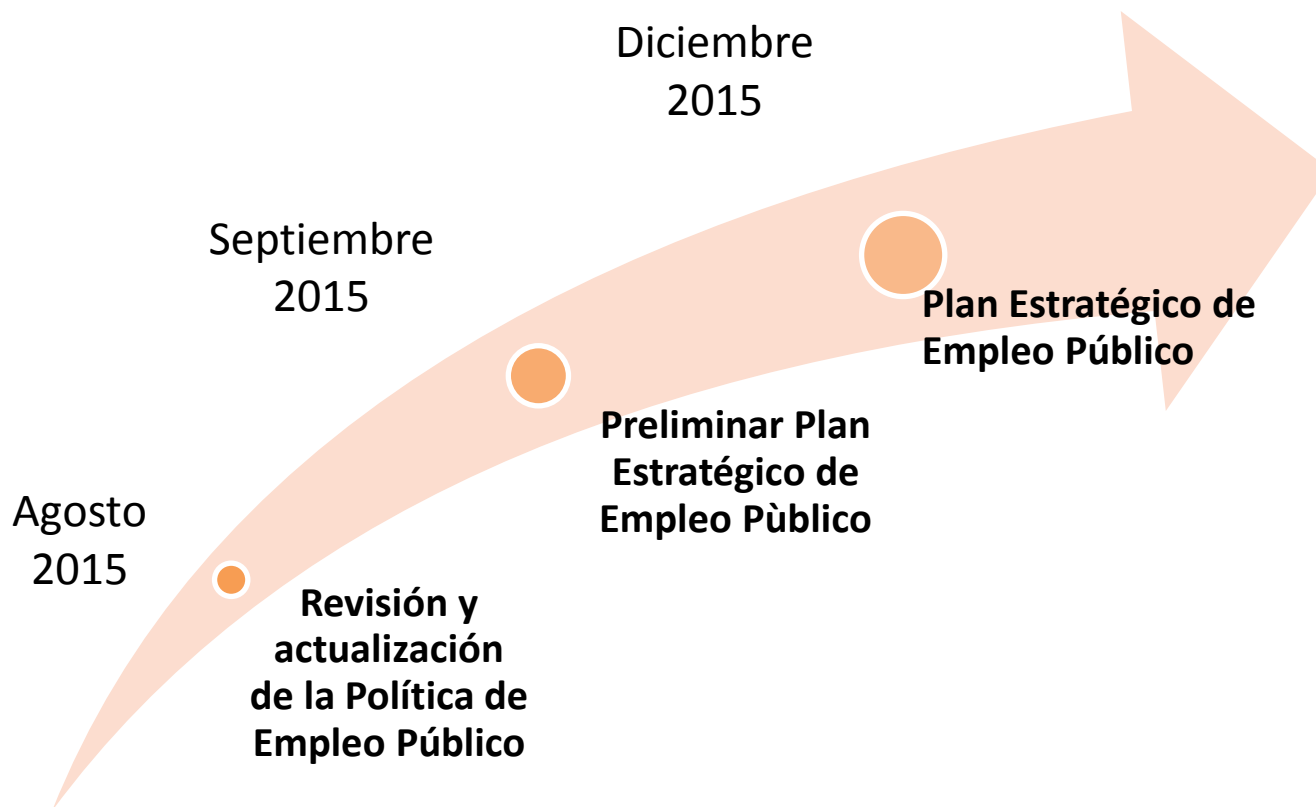 Agosto
2015
Revisión y
actualización
de la Política de
Empleo Público
Septiembre
2015
Preliminar Plan
Estratégico de
Empleo Pùblico
Diciembre
2015
Plan Estratégico de
Empleo Público